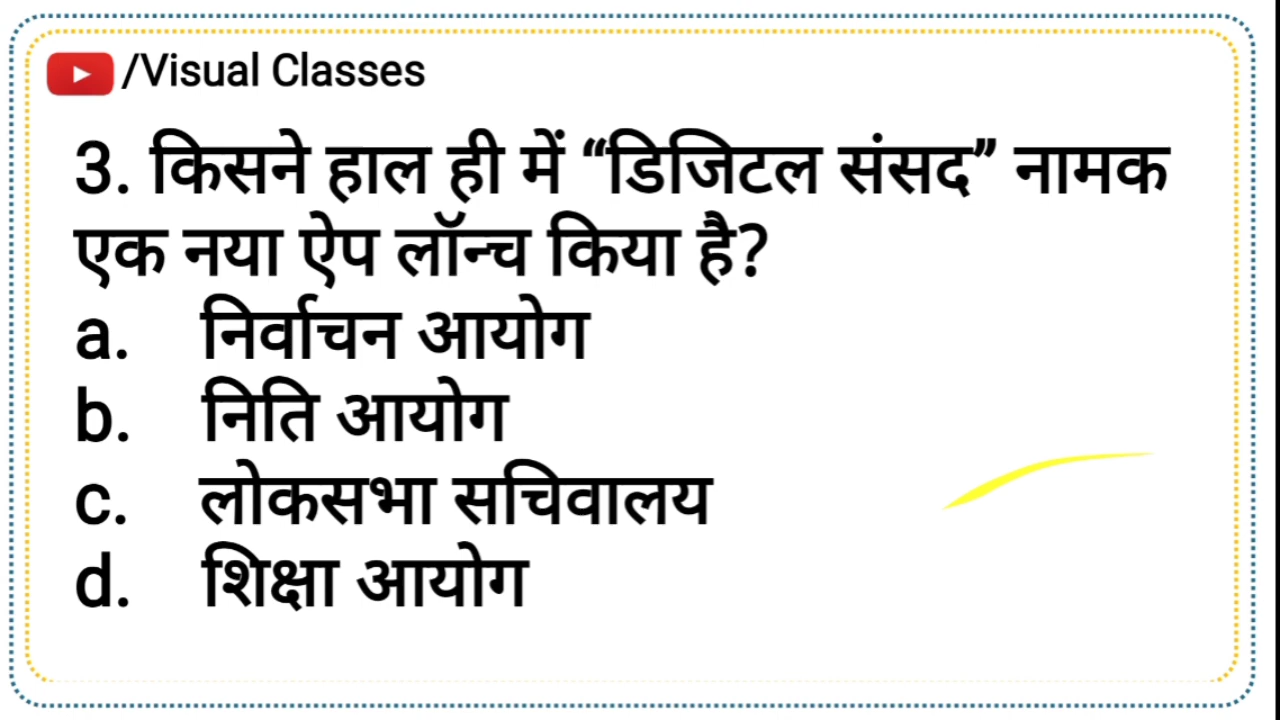 /Visual Classes
3. किसने हाल ही में “डिजिटल संसद” नामक
एक नया ऐप लॉन्च किया है?
a. निर्वाचन आयोग
b. निति आयोग
c. लोकसभा सचिवालय
d. शिक्षा आयोग